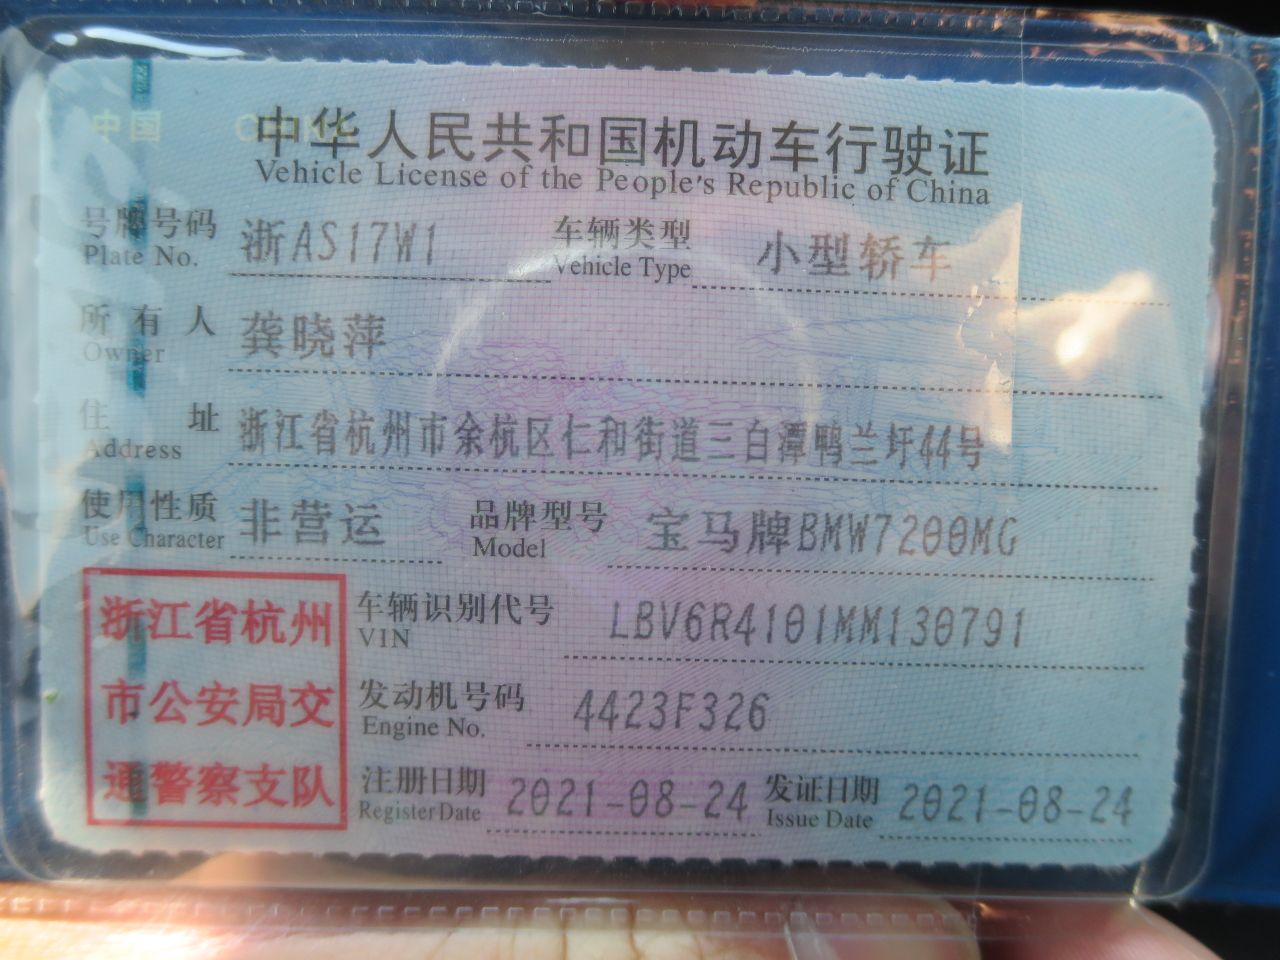 中国 CHINA
中华人民共和国机动车行驶证
Vehicle License of the People's Republic of China
号牌号码 浙AS17W1 车辆类型 小型轿车
Plate No. Vehicle Type
所有人 龚晓萍
Owner
住址 浙江省杭州市余杭区仁和街道三白潭鸭兰圩44号
Address
使用性质 非营运 品牌型号 宝马牌BMW7200MG
Use Character Model
浙江省杭州
市公安局交
通警察支队
车辆识别代号 LBV6R4101MM130791
VIN
发动机号码 4423F326
Engine No.
注册日期 2021-08-24 发证日期 2021-08-24
Register Date Issue Date